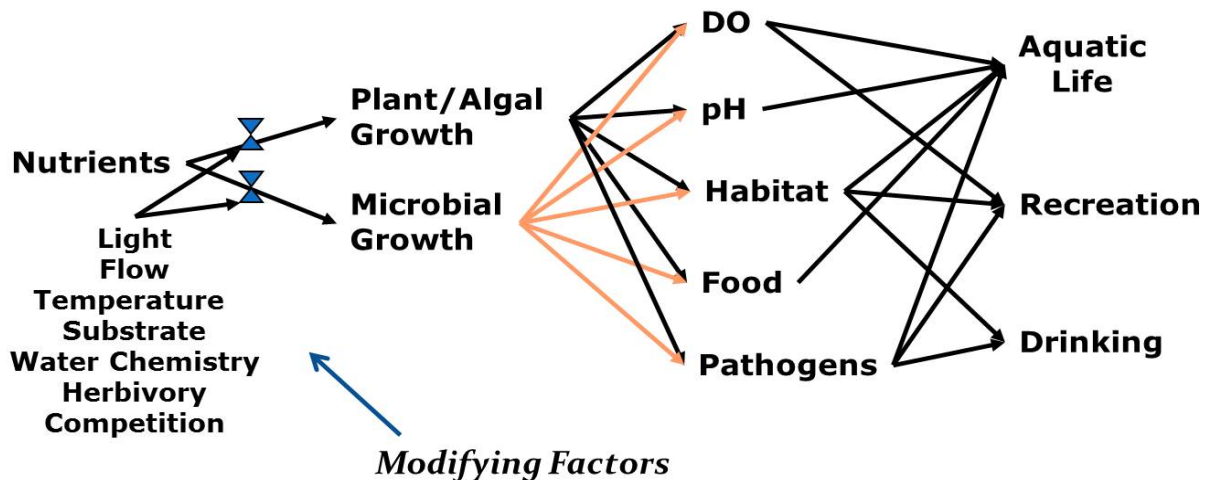 Nutrients
Light
Flow
Temperature
Substrate
Water Chemistry
Herbivory
Competition
Modifying Factors
Plant/Algal
Growth
Microbial
Growth
DO
pH
Habitat
Food
Pathogens
Aquatic
Life
Recreation
Drinking